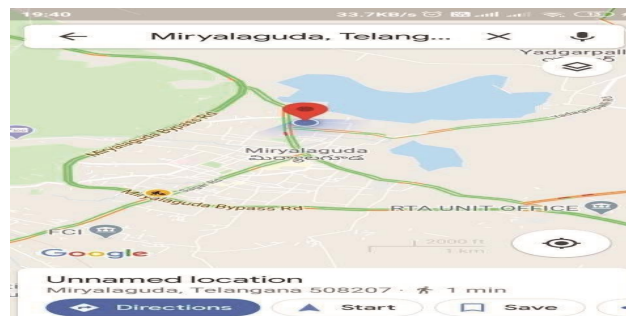 19:40 33.7KB/s
Miryalaguda, Telang...
Yadgarpall
Miryalaguda Bypass Rd
Miryalaguda
మిర్యాలగూడ
Miryalaguda Bypass Rd
RTA UNIT OFFICE
FCI
Google
2000 ft
1 km
Unnamed location
Miryalaguda, Telangana 508207 · 1 min
Directions
Start
Save